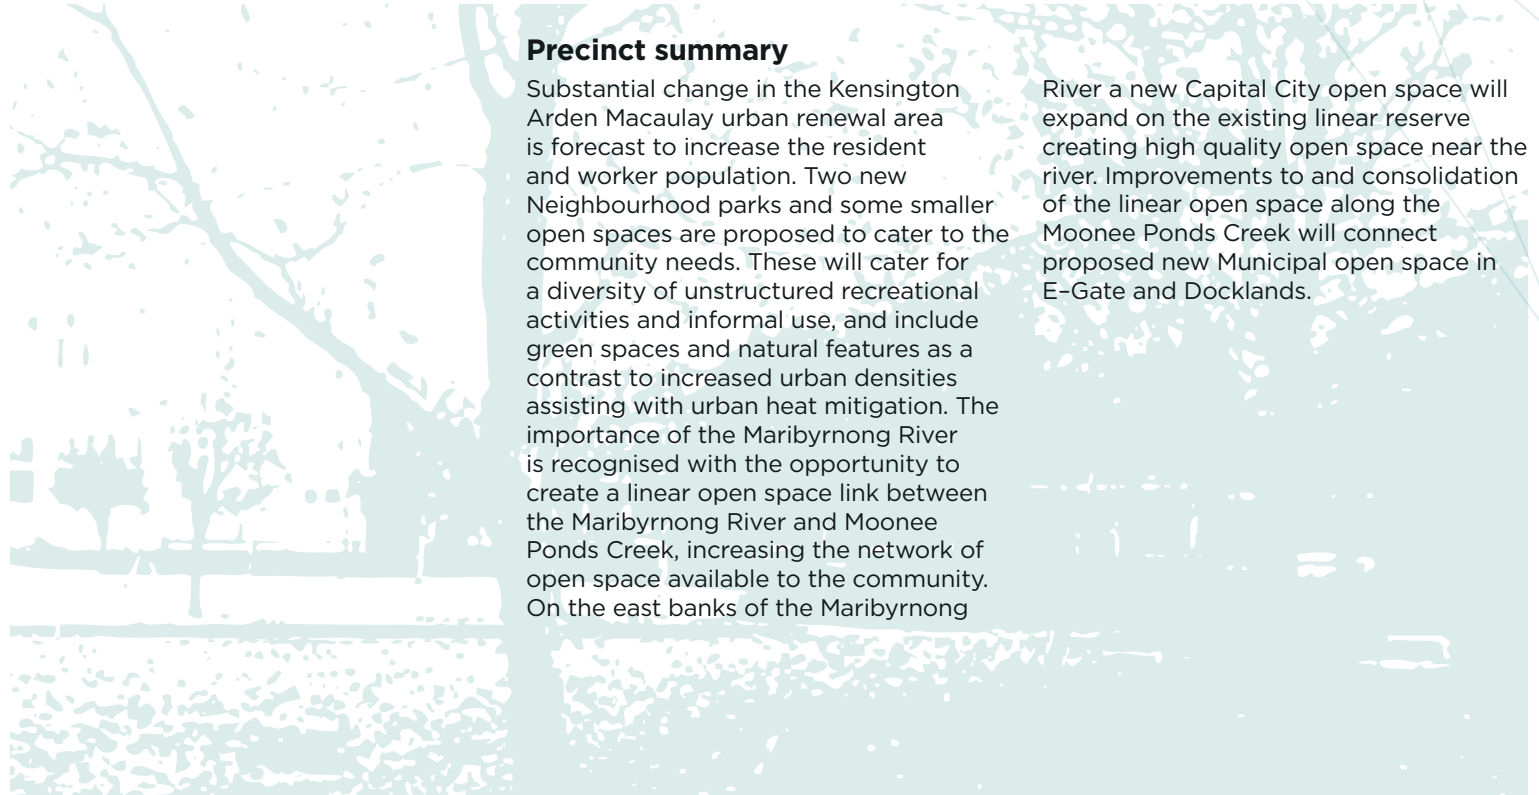 Precinct summary
Substantial change in the Kensington
Arden Macaulay urban renewal area
is forecast to increase the resident
and worker population. Two new
Neighbourhood parks and some smaller
open spaces are proposed to cater to the
community needs. These will cater for
a diversity of unstructured recreational
activities and informal use, and include
green spaces and natural features as a
contrast to increased urban densities
assisting with urban heat mitigation. The
importance of the Maribyrnong River
is recognised with the opportunity to
create a linear open space link between
the Maribyrnong River and Moonee
Ponds Creek, increasing the network of
open space available to the community.
On the east banks of the Maribyrnong
River a new Capital City open space will
expand on the existing linear reserve
creating high quality open space near the
river. Improvements to and consolidation
of the linear open space along the
Moonee Ponds Creek will connect
proposed new Municipal open space in
E–Gate and Docklands.